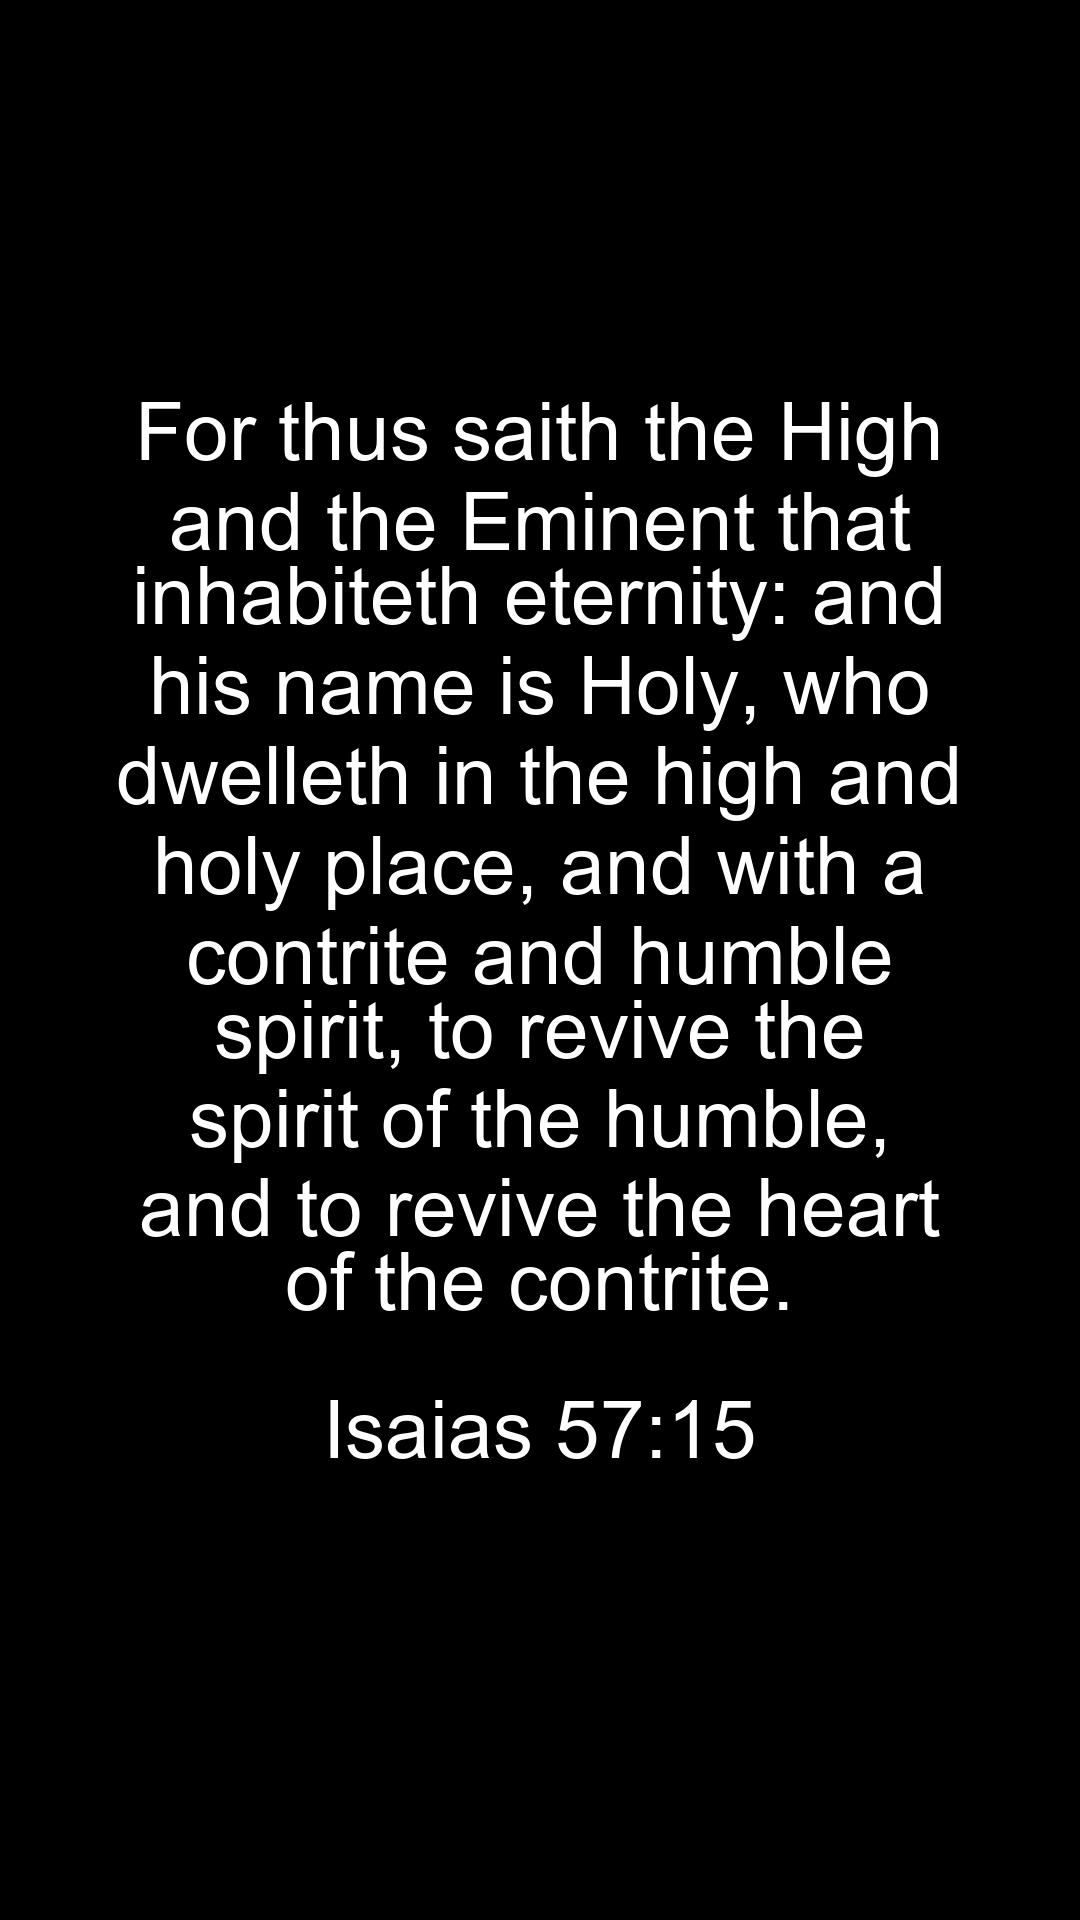 For thus saith the High
and the Eminent that
inhabiteth eternity: and
his name is Holy, who
dwelleth in the high and
holy place, and with a
contrite and humble
spirit, to revive the
spirit of the humble,
and to revive the heart
of the contrite.
Isaias 57:15